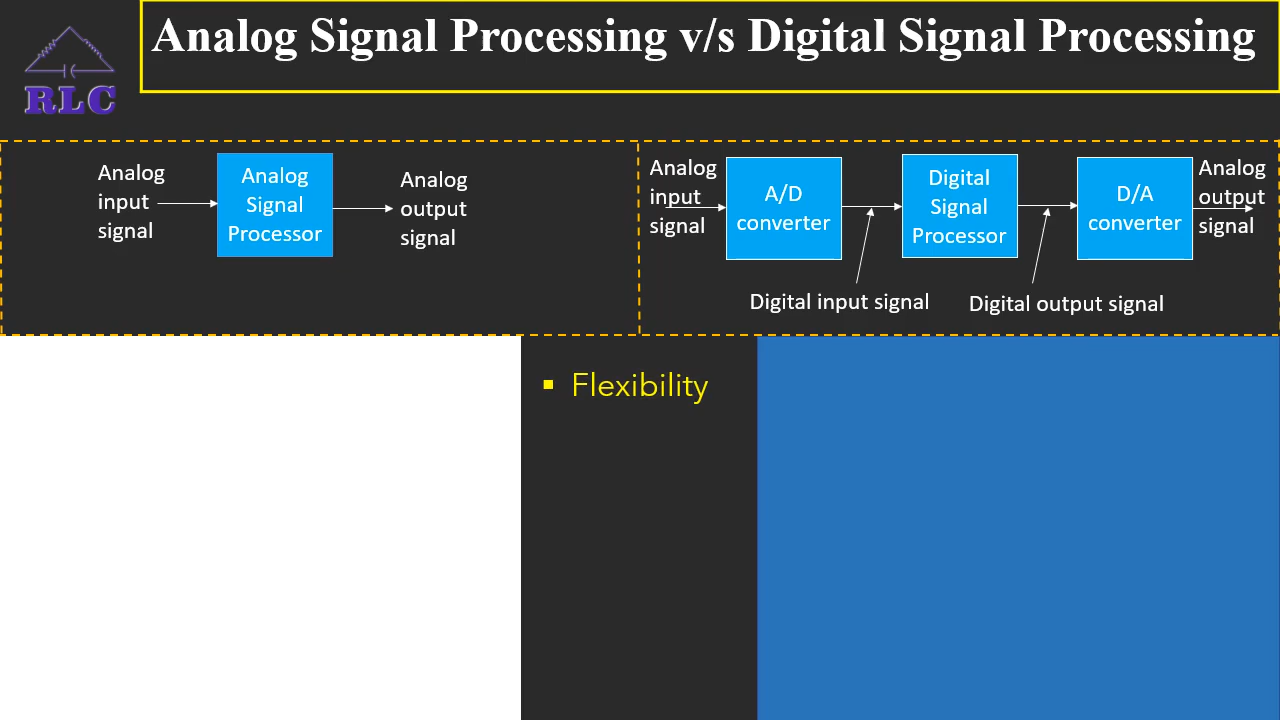 Analog Signal Processing v/s Digital Signal Processing
RLC
Analog
input
signal
Analog
Signal
Processor
Analog
output
signal
Analog
input
signal
A/D
converter
Digital
Signal
Processor
D/A
converter
Analog
output
signal
Digital input signal
Digital output signal
▪ Flexibility